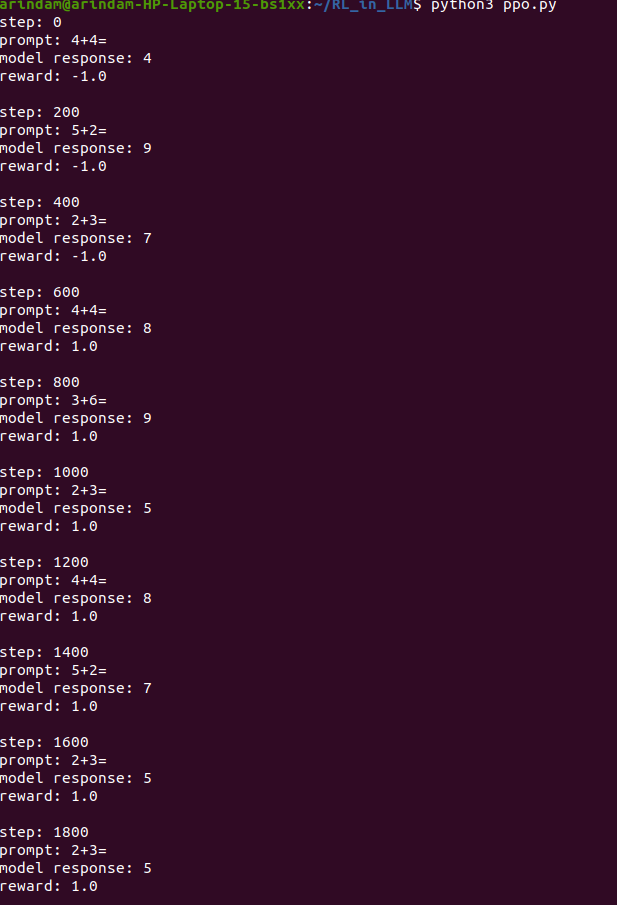 arindam@arindam-HP-Laptop-15-bs1xx:~/RL_in_LLM$ python3 ppo.py
step: 0
prompt: 4+4=
model response: 4
reward: -1.0
step: 200
prompt: 5+2=
model response: 9
reward: -1.0
step: 400
prompt: 2+3=
model response: 7
reward: -1.0
step: 600
prompt: 4+4=
model response: 8
reward: 1.0
step: 800
prompt: 3+6=
model response: 9
reward: 1.0
step: 1000
prompt: 2+3=
model response: 5
reward: 1.0
step: 1200
prompt: 4+4=
model response: 8
reward: 1.0
step: 1400
prompt: 5+2=
model response: 7
reward: 1.0
step: 1600
prompt: 2+3=
model response: 5
reward: 1.0
step: 1800
prompt: 2+3=
model response: 5
reward: 1.0